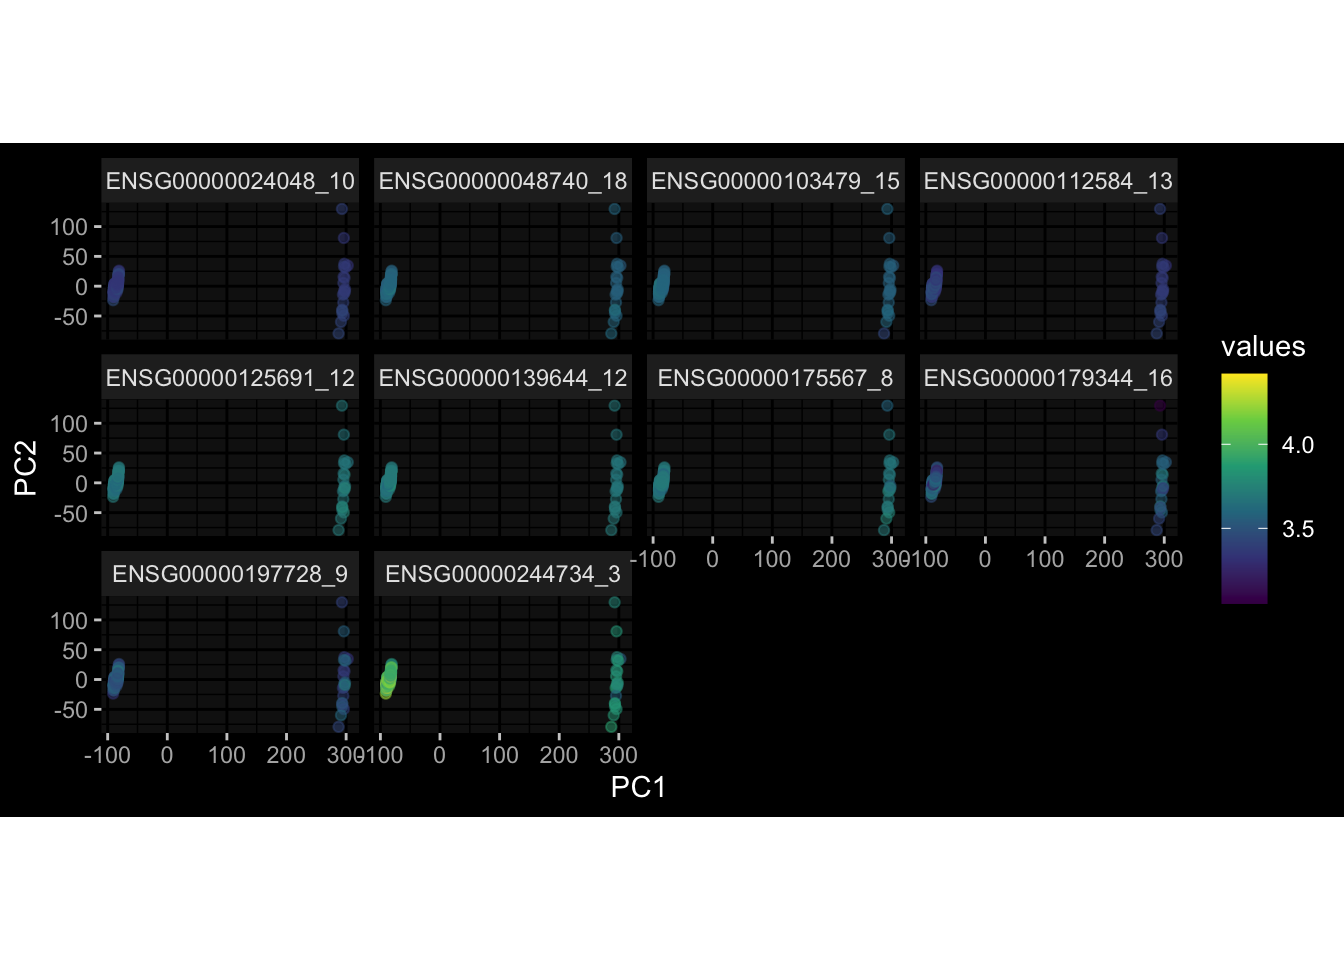 ENSG00000024048_10 ENSG00000048740_18 ENSG00000103479_15 ENSG00000112584_13
100
50
0
-50
ENSG00000125691_12 ENSG00000139644_12 ENSG00000175567_8 ENSG00000179344_16
100
50
0
-50
-100 0 100 200 300 -100 0 100 200 300
ENSG00000197728_9 ENSG00000244734_3
100
50
0
-50
-100 0 100 200 300 -100 0 100 200 300
PC1
PC2
values
4.0
3.5